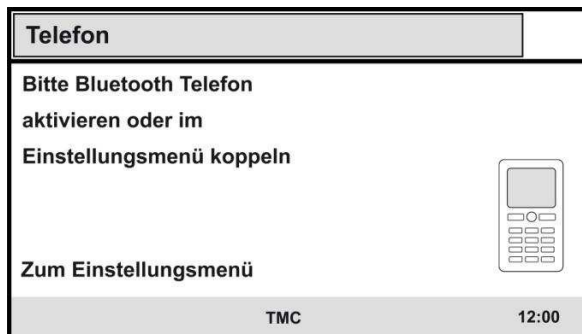 Telefon
Bitte Bluetooth Telefon
aktivieren oder im
Einstellungsmenü koppeln
Zum Einstellungsmenü
TMC 12:00